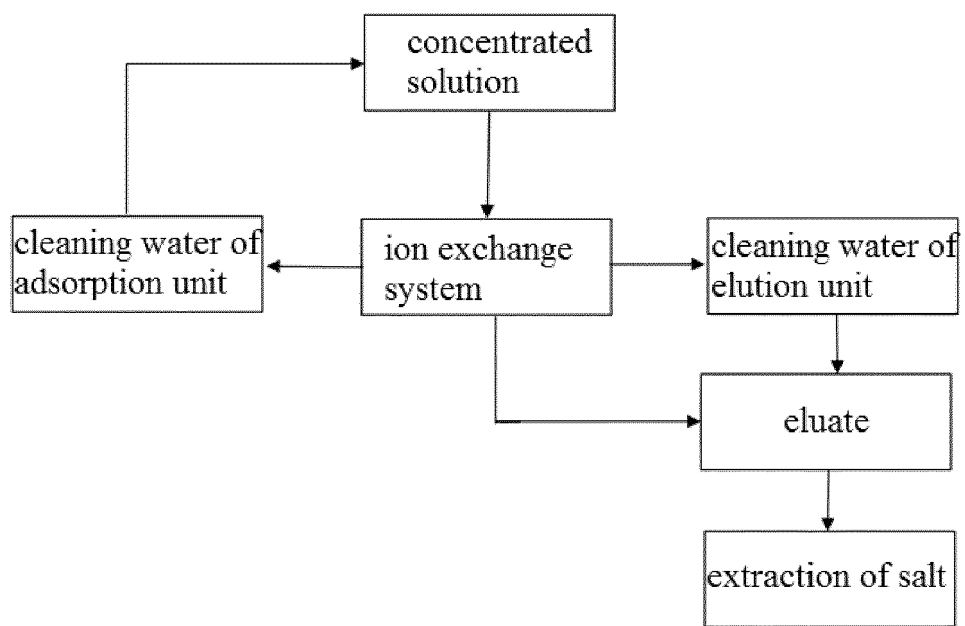 concentrated
solution
cleaning water of
adsorption unit
ion exchange
system
cleaning water of
elution unit
eluate
extraction of salt